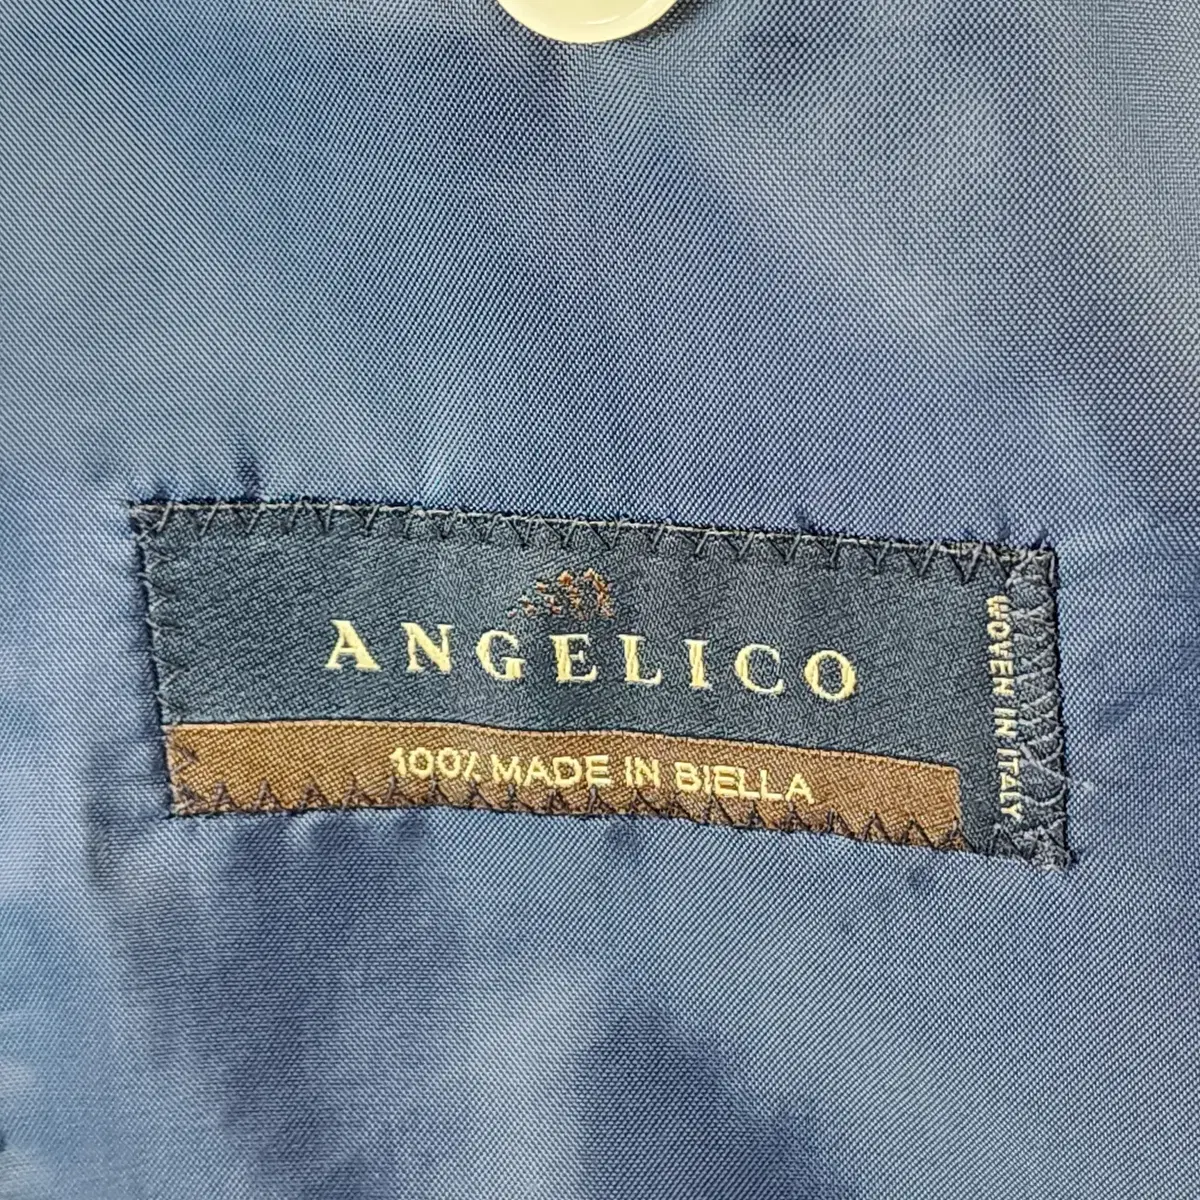 ANGELICO
100% MADE IN BIELLA
WOVEN IN ITALY